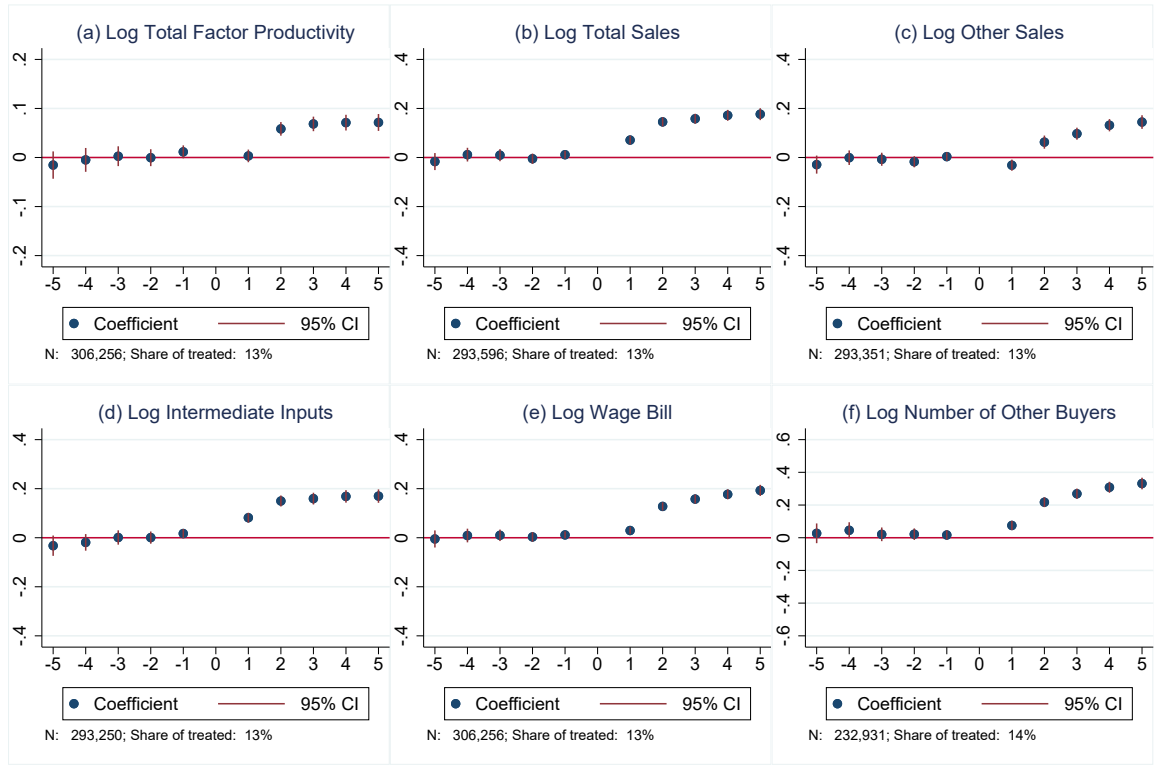 (a) Log Total Factor Productivity
.2
.1
0
-.1
-.2
-5 -4 -3 -2 -1 0 1 2 3 4 5
Coefficient 95% CI
N: 306,256; Share of treated: 13%
(b) Log Total Sales
.4
.2
0
-.2
-.4
-5 -4 -3 -2 -1 0 1 2 3 4 5
Coefficient 95% CI
N: 293,596; Share of treated: 13%
(c) Log Other Sales
.4
.2
0
-.2
-.4
-5 -4 -3 -2 -1 0 1 2 3 4 5
Coefficient 95% CI
N: 293,351; Share of treated: 13%
(d) Log Intermediate Inputs
.4
.2
0
-.2
-.4
-5 -4 -3 -2 -1 0 1 2 3 4 5
Coefficient 95% CI
N: 293,250; Share of treated: 13%
(e) Log Wage Bill
.4
.2
0
-.2
-.4
-5 -4 -3 -2 -1 0 1 2 3 4 5
Coefficient 95% CI
N: 306,256; Share of treated: 13%
(f) Log Number of Other Buyers
.6
.4
.2
0
-.2
-.4
-.6
-5 -4 -3 -2 -1 0 1 2 3 4 5
Coefficient 95% CI
N: 232,931; Share of treated: 14%